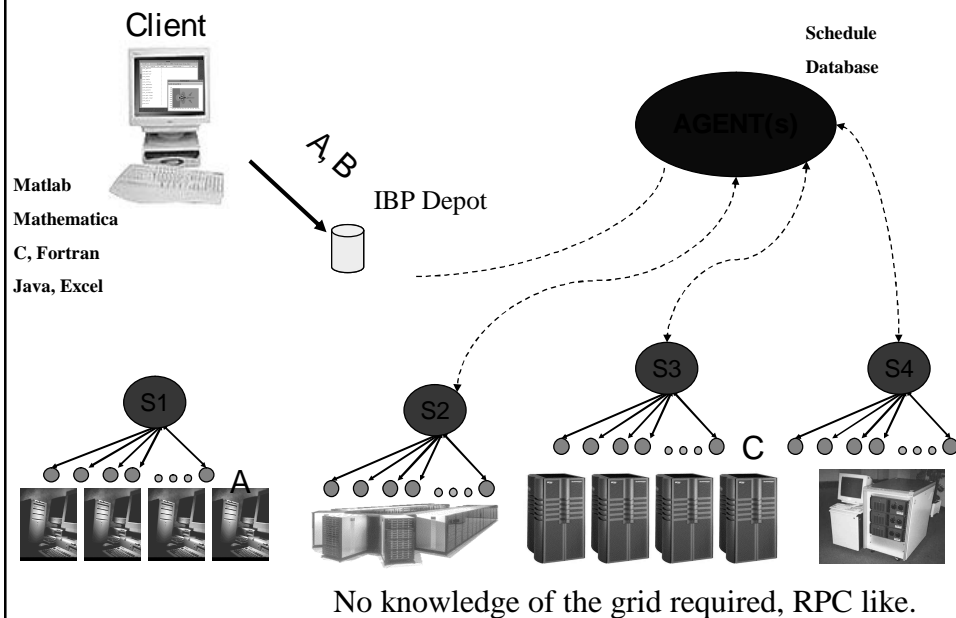 Client
Schedule
Database
AGENT(s)
A, B
IBP Depot
Matlab
Mathematica
C, Fortran
Java, Excel
S1
S2
S3
S4
A
C
No knowledge of the grid required, RPC like.